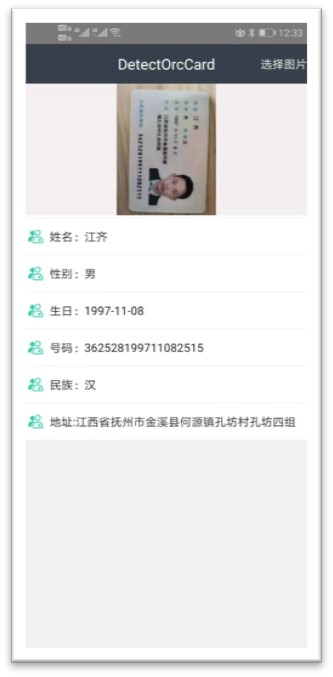 12:33
DetectOrcCard
选择图片
姓名：江齐
性别：男
生日：1997-11-08
号码：362528199711082515
民族：汉
地址:江西省抚州市金溪县何源镇孔坊村孔坊四组